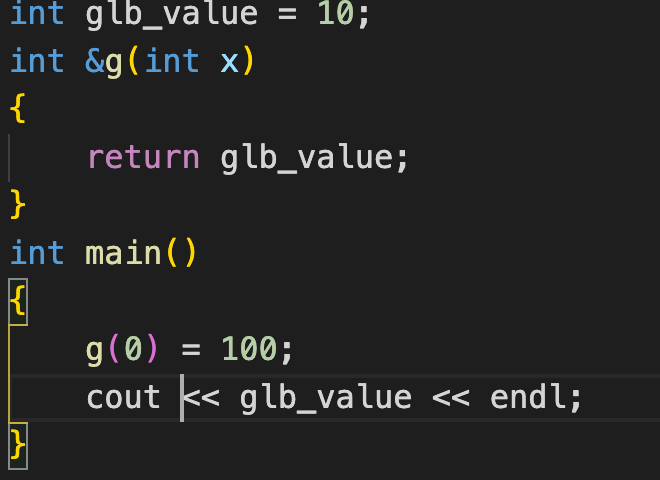 int glb_value = 10;
int &g(int x)
{
    return glb_value;
}
int main()
{
    g(0) = 100;
    cout << glb_value << endl;
}